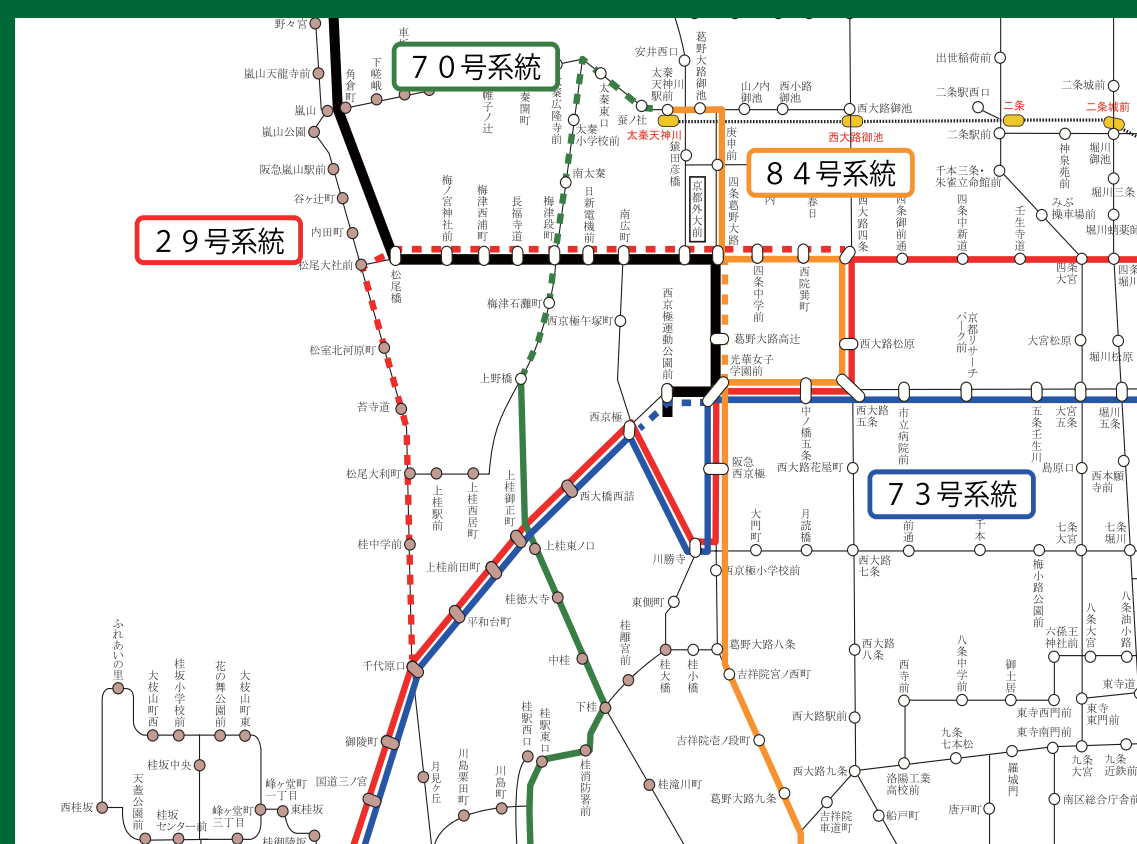 野々宮
嵐山天龍寺前
角倉町
下嵯峨
嵐山
嵐山公園
阪急嵐山駅前
谷ヶ辻町
内田町
松尾大社前
２９号系統
７０号系統
帷子ノ辻
太秦東口
太秦小学校前
蚕ノ社
南太秦
安井西口
葛野大路御池
太秦天神川駅前
太秦天神川
山ノ内御池
西小路御池
西大路御池
西大路御池
出世稲荷前
二条駅西口
二条
二条駅前
二条城前
二条城前
堀川御池
神泉苑前
千本三条・朱雀立命館前
みぶ操車場前
堀川三条
堀川蛸薬師
猿田彦橋
庚申前
京都外大前
８４号系統
四条葛野大路
西大路四条
四条御前通
四条中新道
壬生寺道
四条大宮
四条堀川
松尾橋
梅ノ宮神社前
梅津西浦町
長福寺道
梅津段町
日新電機前
南広町
四条中学前
西院巽町
松室北河原町
苔寺道
梅津石灘町
西京極午塚町
西京極運動公園前
葛野大路高辻
光華女子学園前
西大路松原
京都リサーチパーク前
大宮松原
堀川松原
上野橋
西京極
中ノ橋五条
西大路五条
市立病院前
五条壬生川
大宮五条
堀川五条
松尾大利町
上桂駅前
上桂西居町
上桂御正町
西大橋西詰
阪急西京極
西大路花屋町
島原口
西本願寺前
７３号系統
桂中学前
上桂前田町
上桂東ノ口
川勝寺
大門町
月読橋
西大路七条
前通
千本
七条大宮
七条堀川
西京極小学校前
梅小路公園前
桂徳大寺
平和台町
東側町
桂離宮前
葛野大路八条
桂大橋
桂小橋
西大路八条
八条中学前
六孫王神社前
八条大宮
八条油小路
千代原口
中桂
吉祥院宮ノ西町
西寺前
御土居
東寺道
東寺東門前
東寺西門前
東寺南門前
下桂
桂駅西口
桂駅東口
吉祥院壱ノ段町
西大路駅前
九条七本松
羅城門
九条大宮
九条近鉄前
ふれあいの里
大枝山町西
桂坂小学校前
花の舞公園前
大枝山町東
御陵町
国道三ノ宮
月見ヶ丘
川島粟田町
川島町
桂消防署前
桂滝川町
葛野大路九条
西大路九条
洛陽工業高校前
吉祥院車道町
船戸町
唐戸町
南区総合庁舎前
桂坂中央
天蓋公園前
西桂坂
桂坂センター前
峰ヶ堂町一丁目
峰ヶ堂町三丁目
東桂坂
桂御陵坂